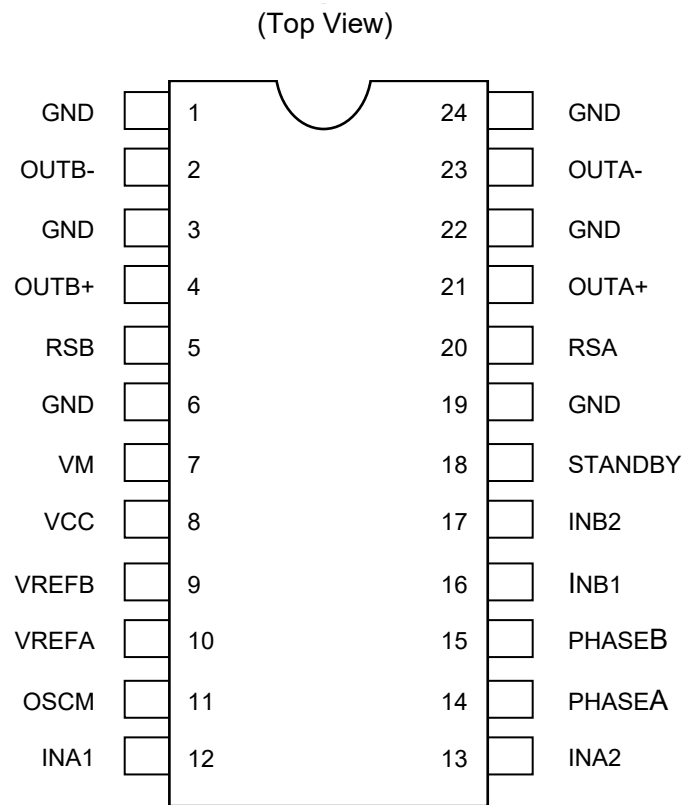 (Top View)
GND 1 24 GND
OUTB- 2 23 OUTA-
GND 3 22 GND
OUTB+ 4 21 OUTA+
RSB 5 20 RSA
GND 6 19 GND
VM 7 18 STANDBY
VCC 8 17 INB2
VREFB 9 16 INB1
VREFA 10 15 PHASEB
OSCM 11 14 PHASEA
INA1 12 13 INA2